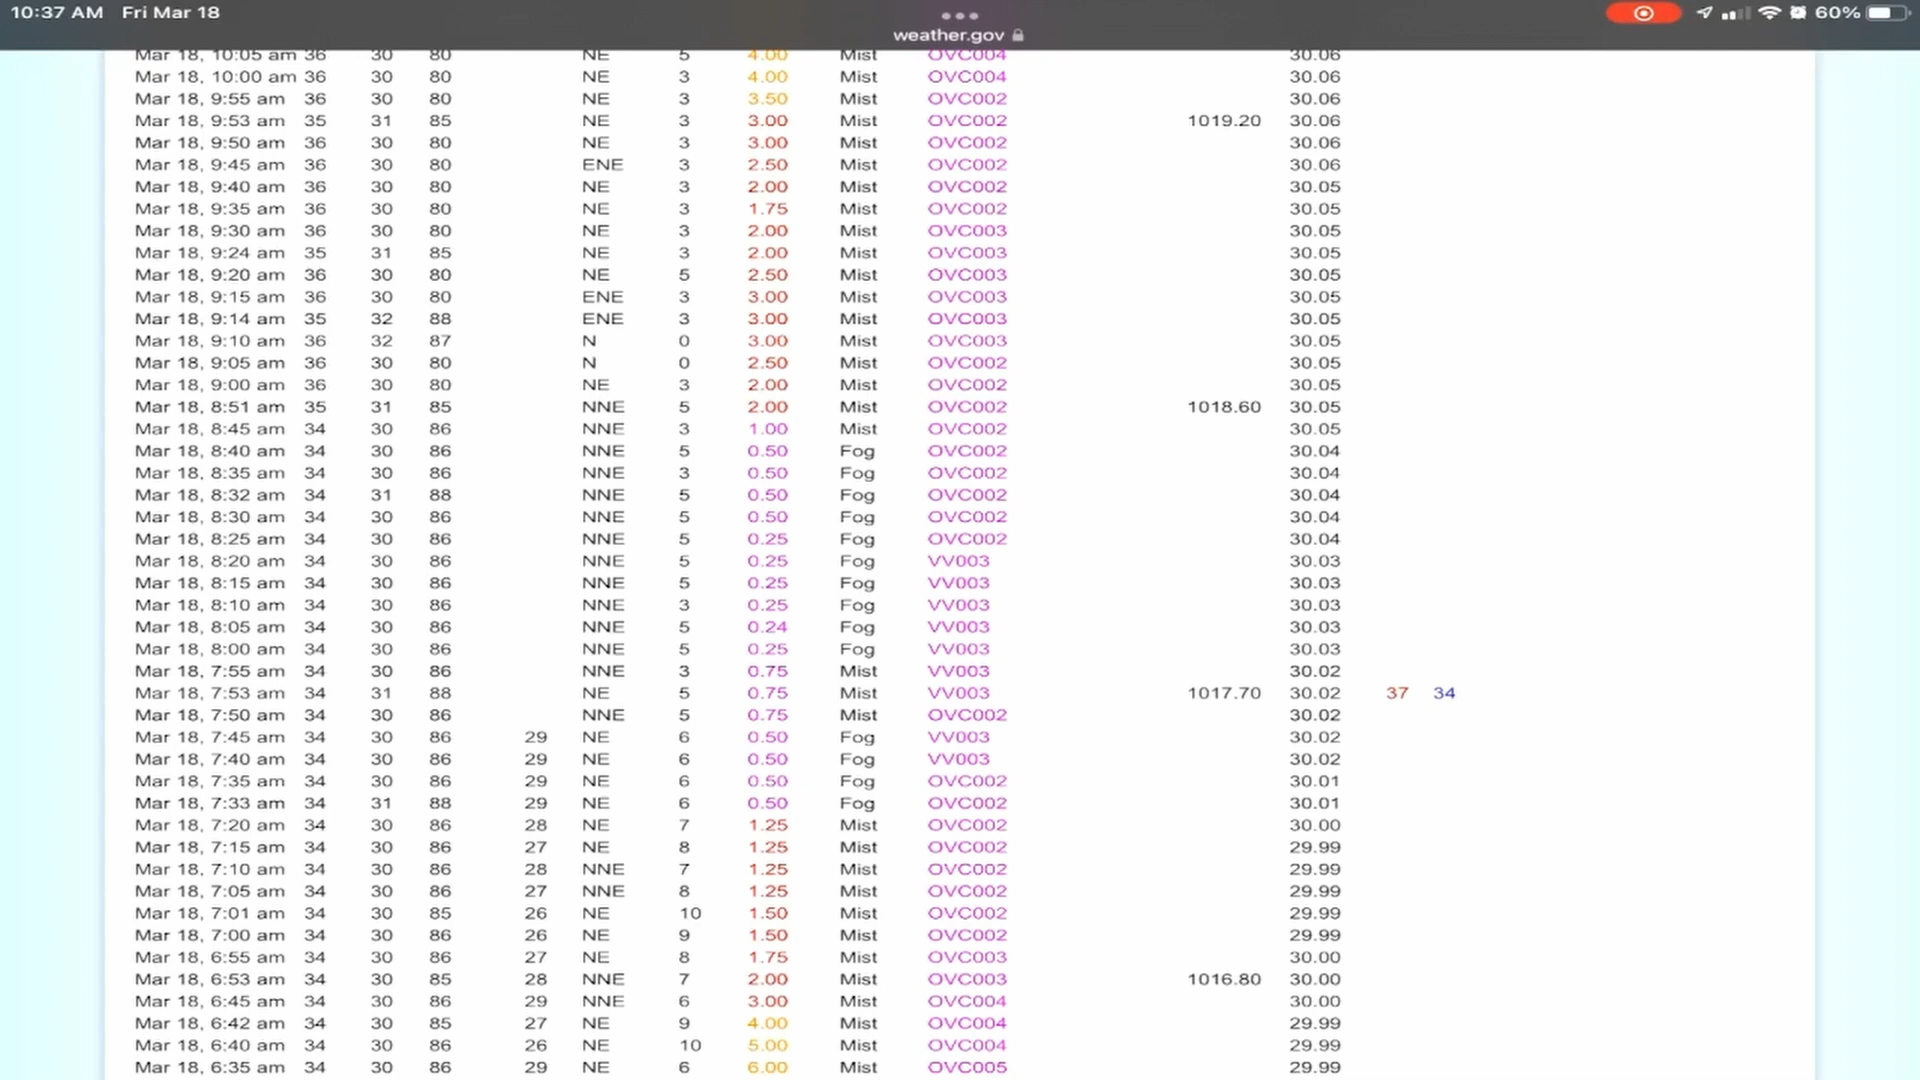 10:37 AM Fri Mar 18 60%
weather.gov
Mar 18, 10:05 am 36 30 80 NE 5 4.00 Mist OVC004 30.06
Mar 18, 10:00 am 36 30 80 NE 3 4.00 Mist OVC004 30.06
Mar 18, 9:55 am 36 30 80 NE 3 3.50 Mist OVC002 30.06
Mar 18, 9:53 am 35 31 85 NE 3 3.00 Mist OVC002 1019.20 30.06
Mar 18, 9:50 am 36 30 80 NE 3 3.00 Mist OVC002 30.06
Mar 18, 9:45 am 36 30 80 ENE 3 2.50 Mist OVC002 30.06
Mar 18, 9:40 am 36 30 80 NE 3 2.00 Mist OVC002 30.05
Mar 18, 9:35 am 36 30 80 NE 3 1.75 Mist OVC002 30.05
Mar 18, 9:30 am 36 30 80 NE 3 2.00 Mist OVC003 30.05
Mar 18, 9:24 am 35 31 85 NE 3 2.00 Mist OVC003 30.05
Mar 18, 9:20 am 36 30 80 NE 5 2.50 Mist OVC003 30.05
Mar 18, 9:15 am 36 30 80 ENE 3 3.00 Mist OVC003 30.05
Mar 18, 9:14 am 35 32 88 ENE 3 3.00 Mist OVC003 30.05
Mar 18, 9:10 am 36 32 87 N 0 3.00 Mist OVC003 30.05
Mar 18, 9:05 am 36 30 80 N 0 2.50 Mist OVC002 30.05
Mar 18, 9:00 am 36 30 80 NE 3 2.00 Mist OVC002 30.05
Mar 18, 8:51 am 35 31 85 NNE 5 2.00 Mist OVC002 1018.60 30.05
Mar 18, 8:45 am 34 30 86 NNE 3 1.00 Mist OVC002 30.05
Mar 18, 8:40 am 34 30 86 NNE 5 0.50 Fog OVC002 30.04
Mar 18, 8:35 am 34 30 86 NNE 3 0.50 Fog OVC002 30.04
Mar 18, 8:32 am 34 31 88 NNE 5 0.50 Fog OVC002 30.04
Mar 18, 8:30 am 34 30 86 NNE 5 0.50 Fog OVC002 30.04
Mar 18, 8:25 am 34 30 86 NNE 5 0.25 Fog OVC002 30.04
Mar 18, 8:20 am 34 30 86 NNE 5 0.25 Fog VV003 30.03
Mar 18, 8:15 am 34 30 86 NNE 5 0.25 Fog VV003 30.03
Mar 18, 8:10 am 34 30 86 NNE 3 0.25 Fog VV003 30.03
Mar 18, 8:05 am 34 30 86 NNE 5 0.24 Fog VV003 30.03
Mar 18, 8:00 am 34 30 86 NNE 5 0.25 Fog VV003 30.03
Mar 18, 7:55 am 34 30 86 NNE 3 0.75 Mist VV003 30.02
Mar 18, 7:53 am 34 31 88 NE 5 0.75 Mist VV003 1017.70 30.02 37 34
Mar 18, 7:50 am 34 30 86 NNE 5 0.75 Mist OVC002 30.02
Mar 18, 7:45 am 34 30 86 29 NE 6 0.50 Fog VV003 30.02
Mar 18, 7:40 am 34 30 86 29 NE 6 0.50 Fog VV003 30.02
Mar 18, 7:35 am 34 30 86 29 NE 6 0.50 Fog OVC002 30.01
Mar 18, 7:33 am 34 31 88 29 NE 6 0.50 Fog OVC002 30.01
Mar 18, 7:20 am 34 30 86 28 NE 7 1.25 Mist OVC002 30.00
Mar 18, 7:15 am 34 30 86 27 NE 8 1.25 Mist OVC002 29.99
Mar 18, 7:10 am 34 30 86 28 NNE 7 1.25 Mist OVC002 29.99
Mar 18, 7:05 am 34 30 86 27 NNE 8 1.25 Mist OVC002 29.99
Mar 18, 7:01 am 34 30 85 26 NE 10 1.50 Mist OVC002 29.99
Mar 18, 7:00 am 34 30 86 26 NE 9 1.50 Mist OVC002 29.99
Mar 18, 6:55 am 34 30 86 27 NE 8 1.75 Mist OVC003 30.00
Mar 18, 6:53 am 34 30 85 28 NNE 7 2.00 Mist OVC003 1016.80 30.00
Mar 18, 6:45 am 34 30 86 29 NNE 6 3.00 Mist OVC004 30.00
Mar 18, 6:42 am 34 30 85 27 NE 9 4.00 Mist OVC004 29.99
Mar 18, 6:40 am 34 30 86 26 NE 10 5.00 Mist OVC004 29.99
Mar 18, 6:35 am 34 30 86 29 NE 6 6.00 Mist OVC005 29.99